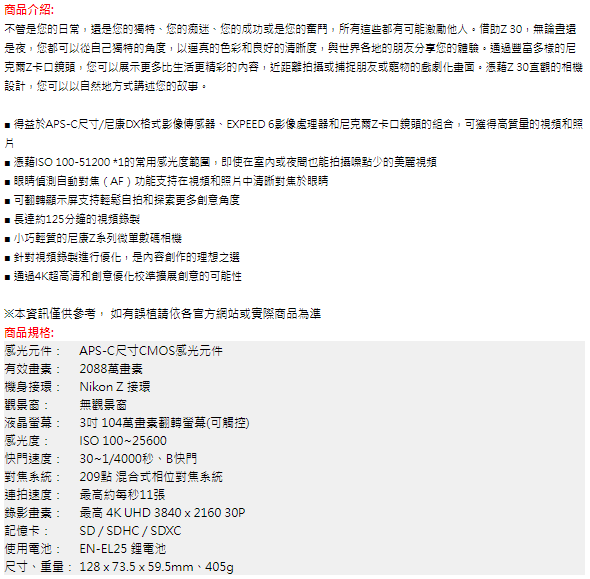 商品介紹:
不管是您的日常，還是您的獨特、您的痴迷、您的成功或是您的奮鬥，所有這些都有可能激勵他人。借助Z 30，無論晝還
是夜，您都可以從自己獨特的角度，以逼真的色彩和良好的清晰度，與世界各地的朋友分享您的體驗。通過豐富多樣的尼
克爾Z卡口鏡頭，您可以展示更多比生活更精彩的內容，近距離拍攝或捕捉朋友或寵物的戲劇化畫面。憑藉Z 30直觀的相機
設計，您可以以自然地方式講述您的故事。
■ 得益於APS-C尺寸/尼康DX格式影像傳感器、EXPEED 6影像處理器和尼克爾Z卡口鏡頭的組合，可獲得高質量的視頻和照
片
■ 憑藉ISO 100-51200 *1的常用感光度範圍，即使在室內或夜間也能拍攝噪點少的美麗視頻
■ 眼睛偵測自動對焦（AF）功能支持在視頻和照片中清晰對焦於眼睛
■ 可翻轉顯示屏支持輕鬆自拍和探索更多創意角度
■ 長達約125分鐘的視頻錄製
■ 小巧輕質的尼康Z系列微單數碼相機
■ 針對視頻錄製進行優化，是內容創作的理想之選
■ 通過4K超高清和創意優化校準擴展創意的可能性
※本資訊僅供參考， 如有誤植請依各官方網站或實際商品為準
商品規格:
感光元件： APS-C尺寸CMOS感光元件
有效畫素： 2088萬畫素
機身接環： Nikon Z 接環
觀景窗： 無觀景窗
液晶螢幕： 3吋 104萬畫素翻轉螢幕(可觸控)
感光度： ISO 100~25600
快門速度： 30~1/4000秒、B快門
對焦系統： 209點 混合式相位對焦系統
連拍速度： 最高約每秒11張
錄影畫素： 最高 4K UHD 3840 x 2160 30P
記憶卡： SD / SDHC / SDXC
使用電池： EN-EL25 鋰電池
尺寸、重量： 128 x 73.5 x 59.5mm、405g